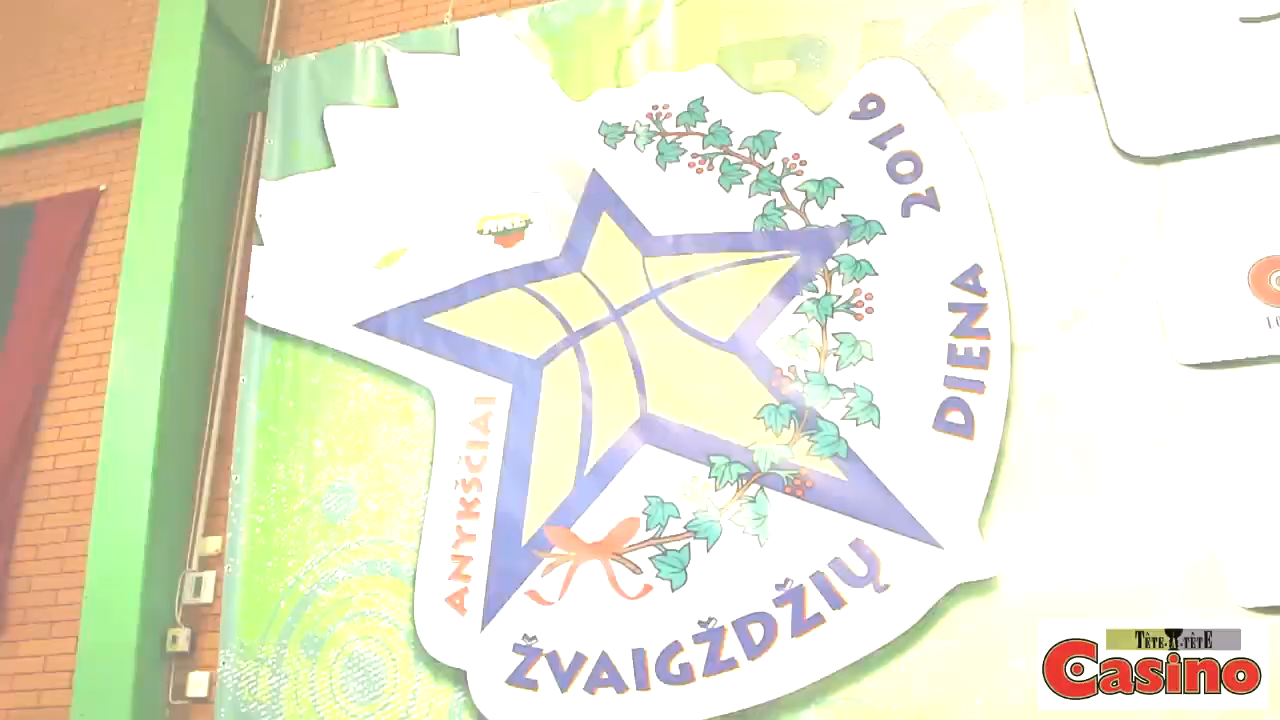 ANYKŠČIAI
ŽVAIGŽDŽIŲ
DIENA
2016
TÊTE-À-TÊTE
Casino